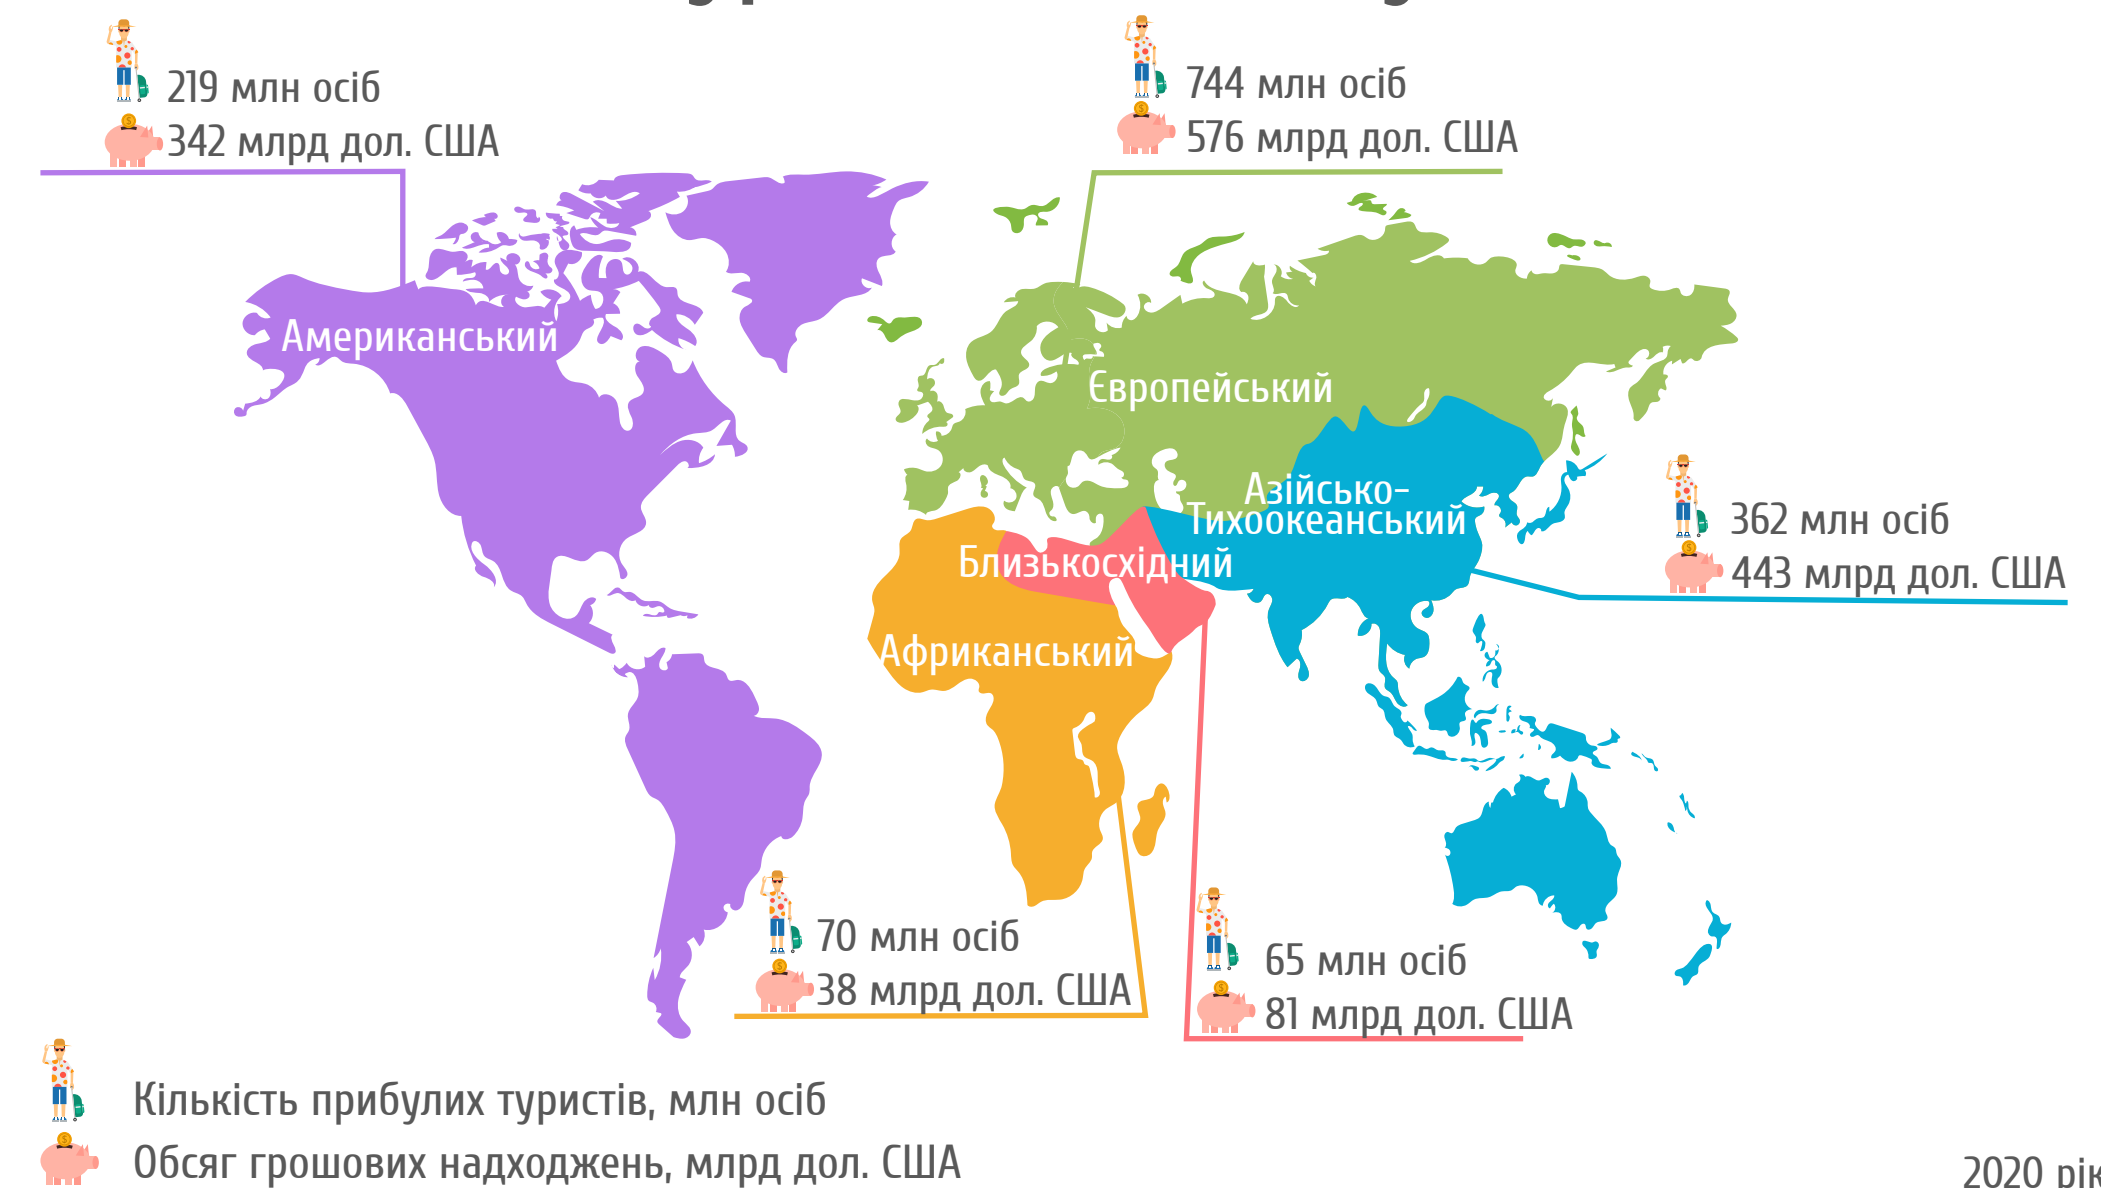 219 млн осіб
342 млрд дол. США
744 млн осіб
576 млрд дол. США
Американський
Європейський
Азійсько-
Тихоокеанський
362 млн осіб
443 млрд дол. США
Близькосхідний
Африканський
70 млн осіб
38 млрд дол. США
65 млн осіб
81 млрд дол. США
Кількість прибулих туристів, млн осіб
Обсяг грошових надходжень, млрд дол. США
2020 рік